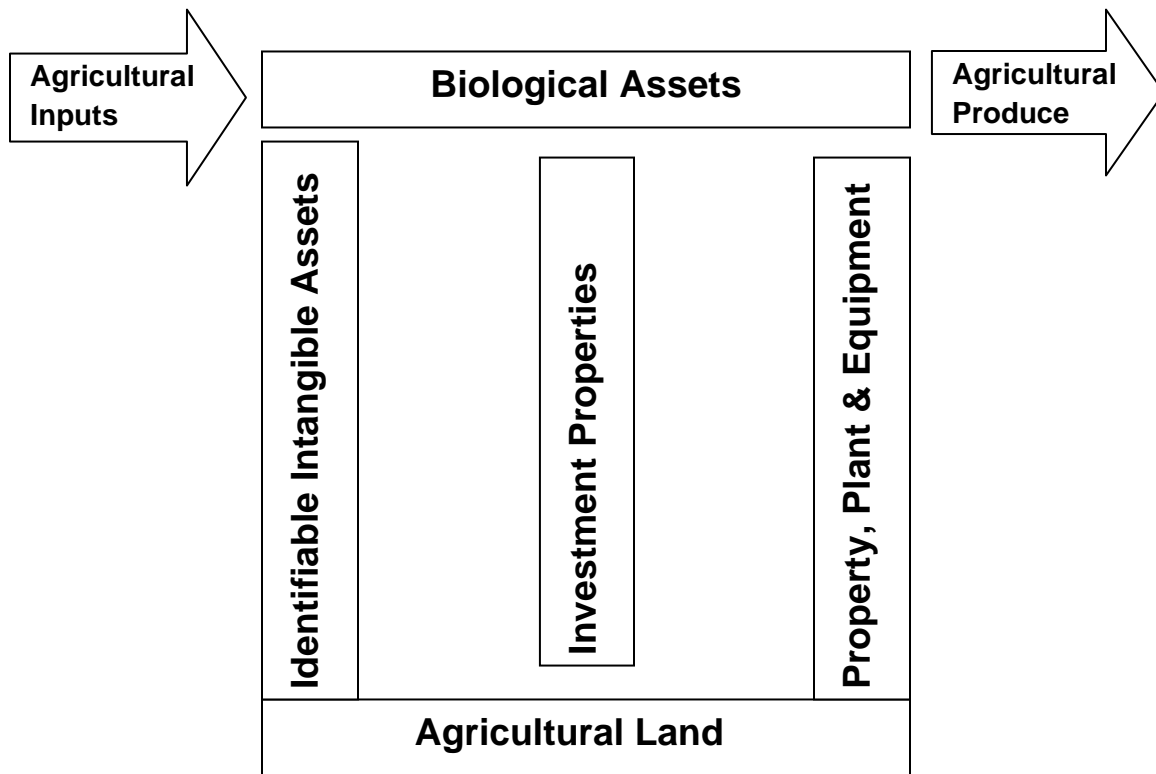 Agricultural
Inputs
Biological Assets
Agricultural
Produce
Identifiable Intangible Assets
Investment Properties
Property, Plant & Equipment
Agricultural Land